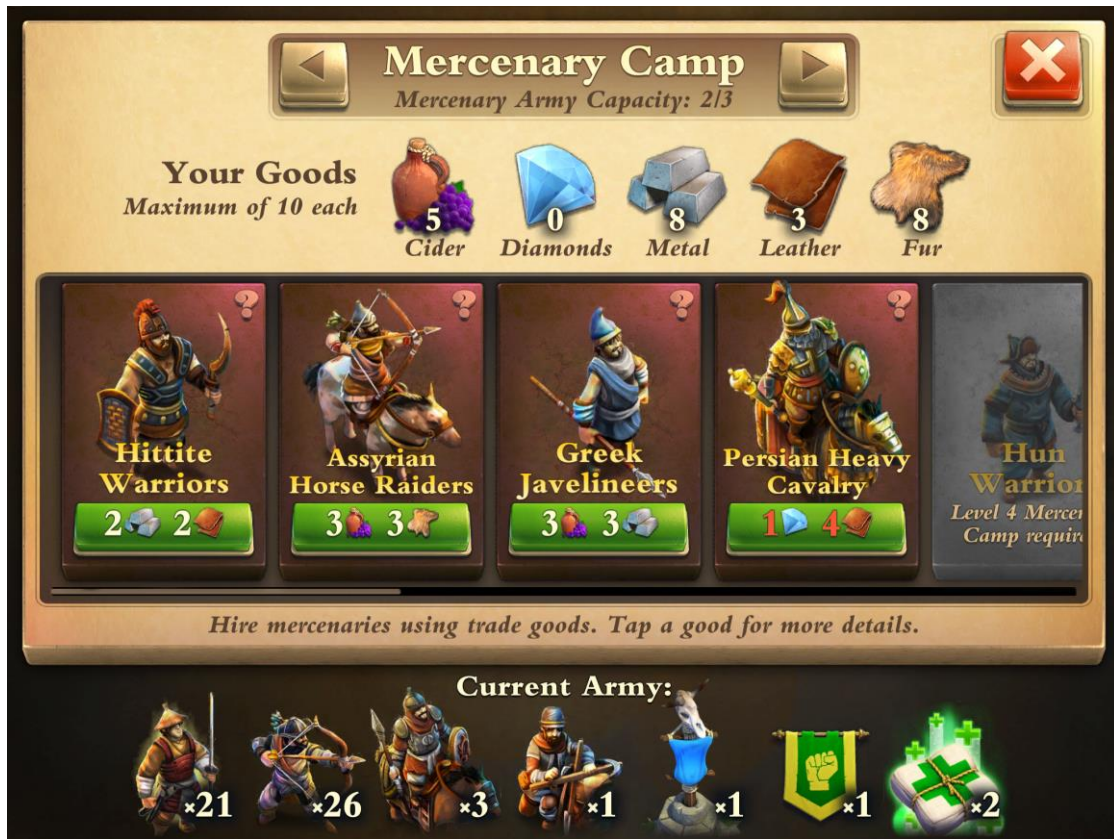 Mercenary Camp
Mercenary Army Capacity: 2/3
Your Goods
Maximum of 10 each
5
Cider
0
Diamonds
8
Metal
3
Leather
8
Fur
?
?
?
?
Hittite
Warriors
2 2
Assyrian
Horse Raiders
3 3
Greek
Javelineers
3 3
Persian Heavy
Cavalry
1 4
Hun
Warrior
Level 4 Mercen
Camp require
Hire mercenaries using trade goods. Tap a good for more details.
Current Army:
×21
×26
×3
×1
×1
×1
×2